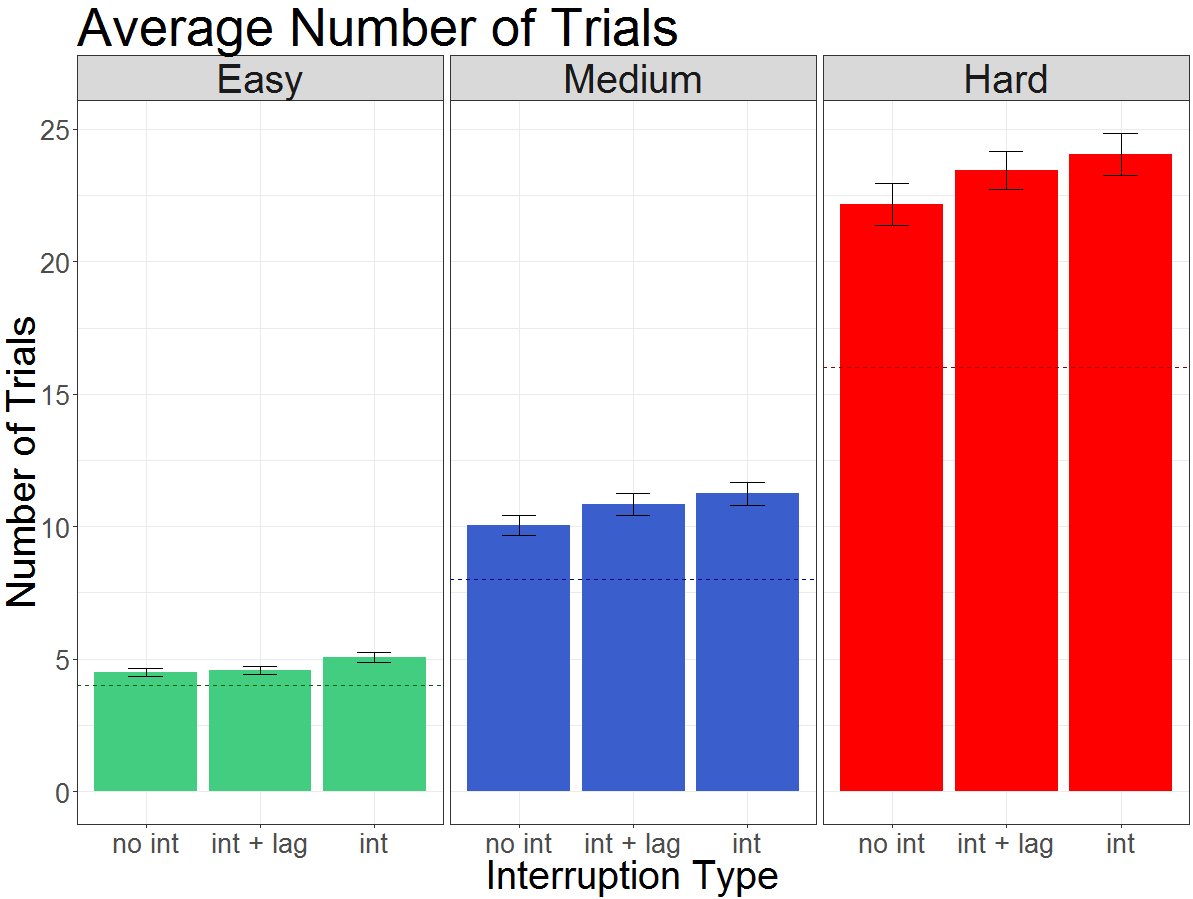 Average Number of Trials
Easy Medium Hard
Number of Trials
25
20
15
10
5
0
no int int + lag int no int int + lag int no int int + lag int
Interruption Type